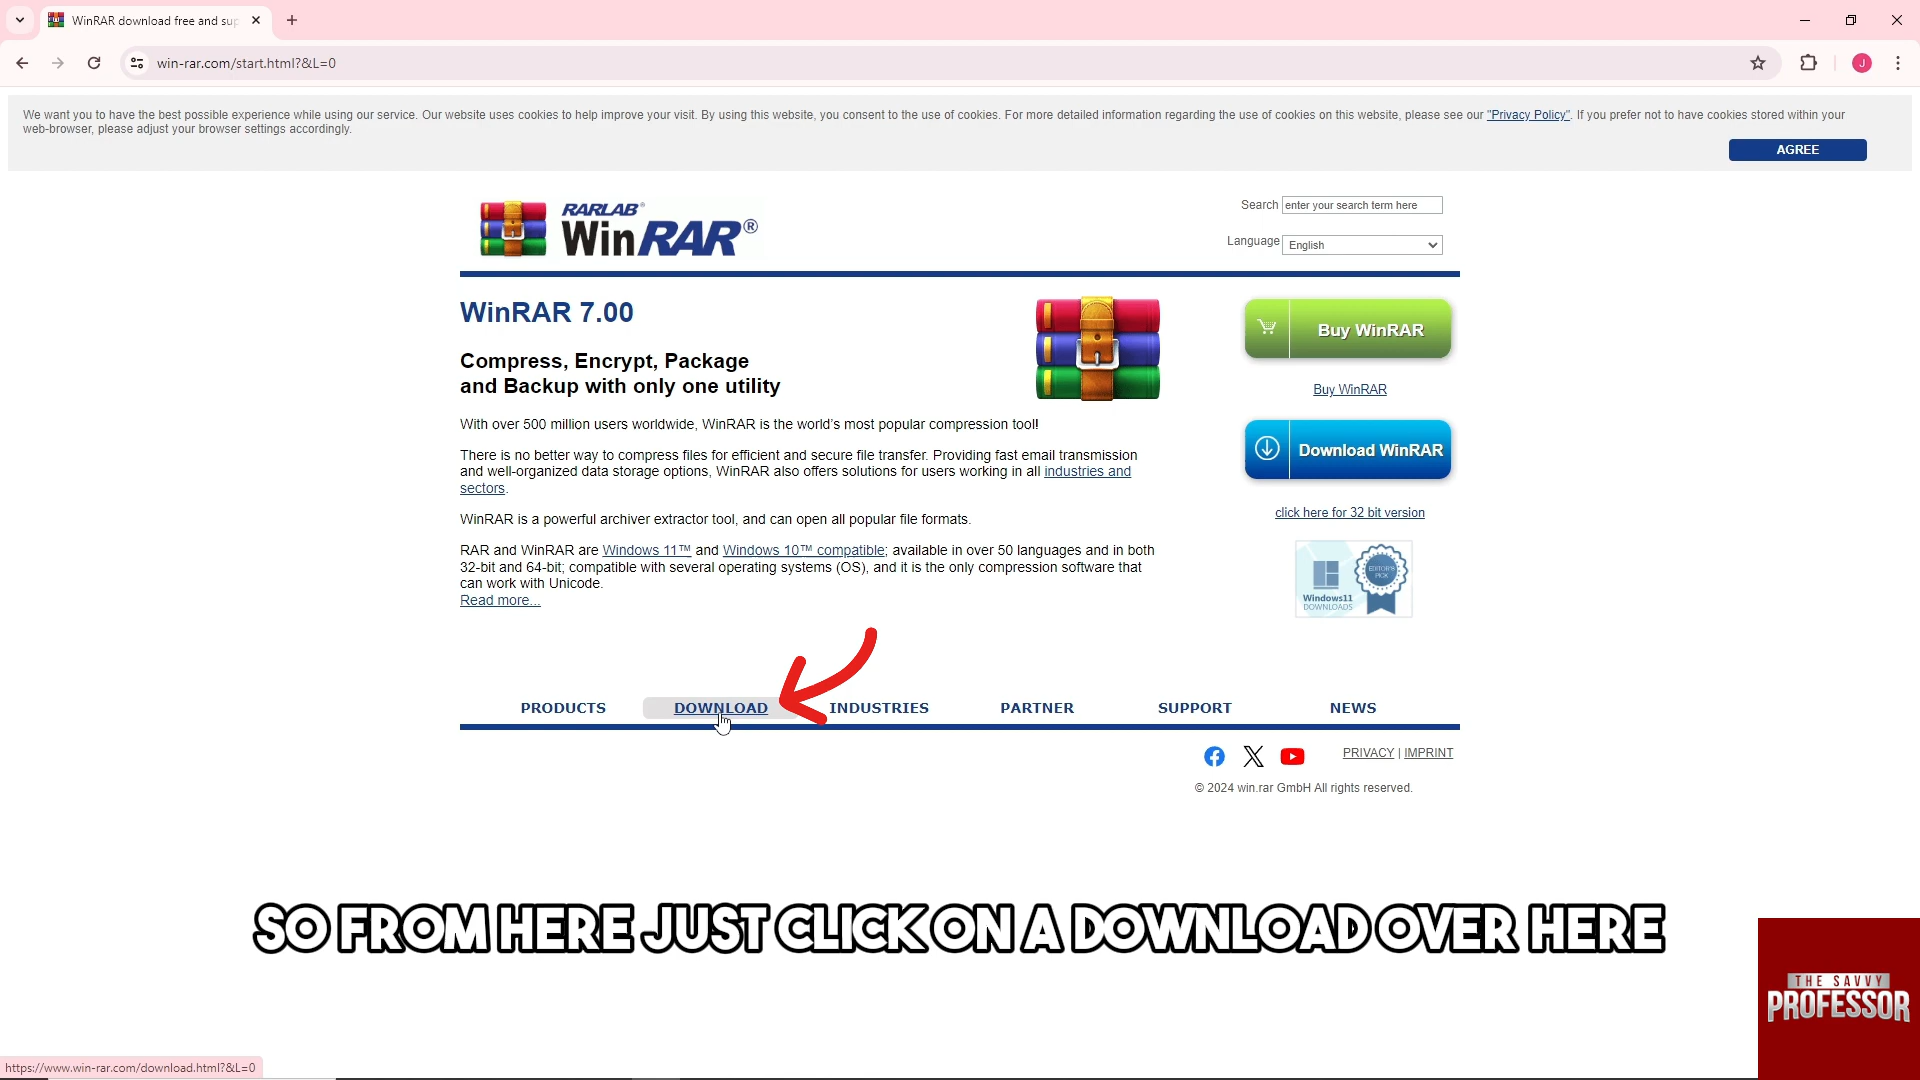 WinRAR download free and sup
win-rar.com/start.html?&L=0
J
We want you to have the best possible experience while using our service. Our website uses cookies to help improve your visit. By using this website, you consent to the use of cookies. For more detailed information regarding the use of cookies on this website, please see our "Privacy Policy". If you prefer not to have cookies stored within your
web-browser, please adjust your browser settings accordingly.
AGREE
RARLAB®
WinRAR®
Search enter your search term here
Language English
WinRAR 7.00
Compress, Encrypt, Package
and Backup with only one utility
With over 500 million users worldwide, WinRAR is the world's most popular compression tool!
There is no better way to compress files for efficient and secure file transfer. Providing fast email transmission
and well-organized data storage options, WinRAR also offers solutions for users working in all industries and
sectors.
WinRAR is a powerful archiver extractor tool, and can open all popular file formats.
RAR and WinRAR are Windows 11™ and Windows 10™ compatible; available in over 50 languages and in both
32-bit and 64-bit; compatible with several operating systems (OS), and it is the only compression software that
can work with Unicode.
Read more...
Buy WinRAR
Buy WinRAR
Download WinRAR
click here for 32 bit version
EDITOR'S
PICK
Windows11
DOWNLOADS
PRODUCTS DOWNLOAD INDUSTRIES PARTNER SUPPORT NEWS
PRIVACY | IMPRINT
© 2024 win.rar GmbH All rights reserved.
SO FROM HERE JUST CLICK ON A DOWNLOAD OVER HERE
THE SAVVY
PROFESSOR
https://www.win-rar.com/download.html?&L=0